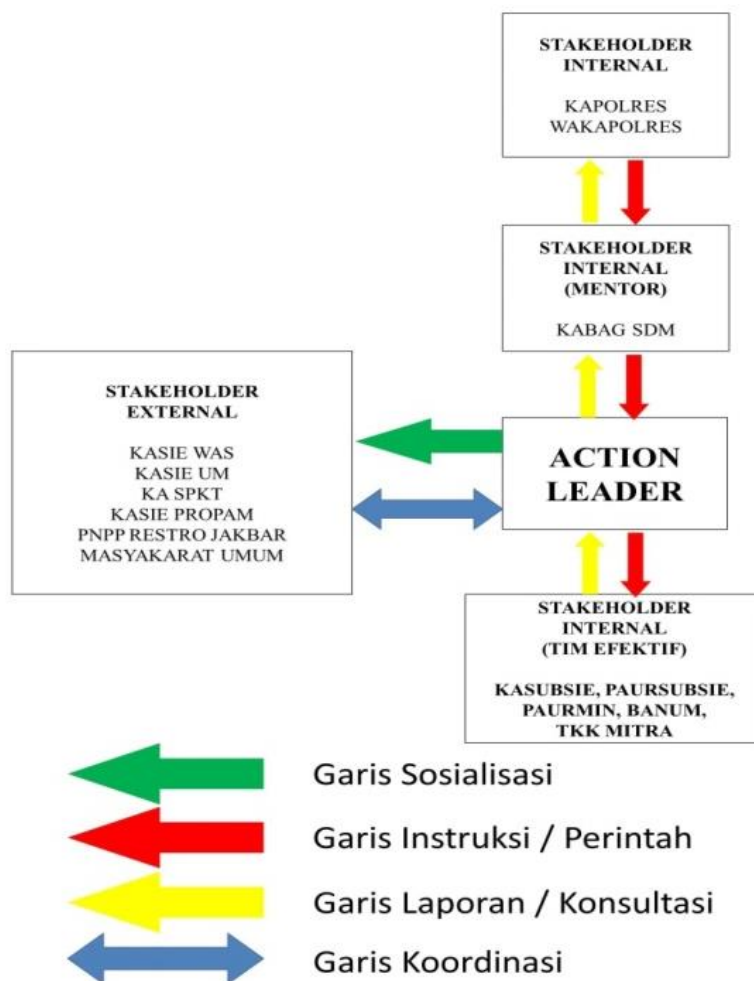 STAKEHOLDER
INTERNAL
KAPOLRES
WAKAPOLRES
STAKEHOLDER
INTERNAL
(MENTOR)
KABAG SDM
STAKEHOLDER
EXTERNAL
KASIE WAS
KASIE UM
KA SPKT
KASIE PROPAM
PNPP RESTRO JAKBAR
MASYAKARAT UMUM
ACTION
LEADER
STAKEHOLDER
INTERNAL
(TIM EFEKTIF)
KASUBSIE, PAURSUBSIE,
PAURMIN, BANUM,
TKK MITRA
Garis Sosialisasi
Garis Instruksi / Perintah
Garis Laporan / Konsultasi
Garis Koordinasi